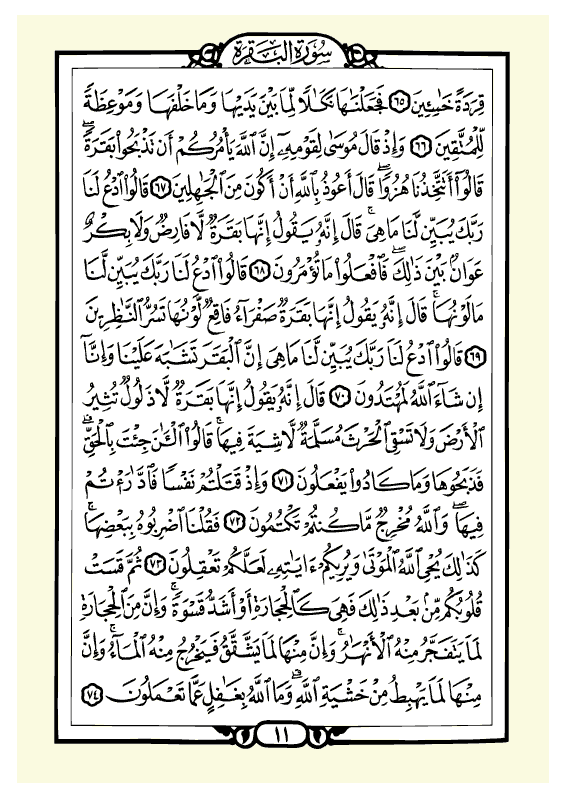 سُورَةُ البَقَرَةِ
قِرَدَةً خَٰسِـِٔينَ ٦٥ فَجَعَلْنَٰهَا نَكَٰلًا لِّمَا بَيْنَ يَدَيْهَا وَمَا خَلْفَهَا وَمَوْعِظَةً
لِّلْمُتَّقِينَ ٦٦ وَإِذْ قَالَ مُوسَىٰ لِقَوْمِهِۦٓ إِنَّ ٱللَّهَ يَأْمُرُكُمْ أَن تَذْبَحُوا۟ بَقَرَةًۖ
قَالُوٓا۟ أَتَتَّخِذُنَا هُزُوًاۖ قَالَ أَعُوذُ بِٱللَّهِ أَنْ أَكُونَ مِنَ ٱلْجَٰهِلِينَ ٦٧ قَالُوا۟ ٱدْعُ لَنَا
رَبَّكَ يُبَيِّن لَّنَا مَا هِىَۚ قَالَ إِنَّهُۥ يَقُولُ إِنَّهَا بَقَرَةٌ لَّا فَارِضٌ وَلَا بِكْرٌ
عَوَانٌۢ بَيْنَ ذَٰلِكَۖ فَٱفْعَلُوا۟ مَا تُؤْمَرُونَ ٦٨ قَالُوا۟ ٱدْعُ لَنَا رَبَّكَ يُبَيِّن لَّنَا
مَا لَوْنُهَاۚ قَالَ إِنَّهُۥ يَقُولُ إِنَّهَا بَقَرَةٌ صَفْرَآءُ فَاقِعٌ لَّوْنُهَا تَسُرُّ ٱلنَّٰظِرِينَ
٦٩ قَالُوا۟ ٱدْعُ لَنَا رَبَّكَ يُبَيِّن لَّنَا مَا هِىَ إِنَّ ٱلْبَقَرَ تَشَٰبَهَ عَلَيْنَا وَإِنَّآ
إِن شَآءَ ٱللَّهُ لَمُهْتَدُونَ ٧٠ قَالَ إِنَّهُۥ يَقُولُ إِنَّهَا بَقَرَةٌ لَّا ذَلُولٌ تُثِيرُ
ٱلْأَرْضَ وَلَا تَسْقِى ٱلْحَرْثَ مُسَلَّمَةٌ لَّا شِيَةَ فِيهَاۚ قَالُوا۟ ٱلْـَٰٔنَ جِئْتَ بِٱلْحَقِّۚ
فَذَبَحُوهَا وَمَا كَادُوا۟ يَفْعَلُونَ ٧١ وَإِذْ قَتَلْتُمْ نَفْسًا فَٱدَّٰرَْٰٔتُمْ
فِيهَاۖ وَٱللَّهُ مُخْرِجٌ مَّا كُنتُمْ تَكْتُمُونَ ٧٢ فَقُلْنَا ٱضْرِبُوهُ بِبَعْضِهَاۚ
كَذَٰلِكَ يُحْىِ ٱللَّهُ ٱلْمَوْتَىٰ وَيُرِيكُمْ ءَايَٰتِهِۦ لَعَلَّكُمْ تَعْقِلُونَ ٧٣ ثُمَّ قَسَتْ
قُلُوبُكُم مِّنۢ بَعْدِ ذَٰلِكَ فَهِىَ كَٱلْحِجَارَةِ أَوْ أَشَدُّ قَسْوَةًۚ وَإِنَّ مِنَ ٱلْحِجَارَةِ
لَمَا يَتَفَجَّرُ مِنْهُ ٱلْأَنْهَٰرُۚ وَإِنَّ مِنْهَا لَمَا يَشَّقَّقُ فَيَخْرُجُ مِنْهُ ٱلْمَآءُۚ وَإِنَّ
مِنْهَا لَمَا يَهْبِطُ مِنْ خَشْيَةِ ٱللَّهِۗ وَمَا ٱللَّهُ بِغَٰفِلٍ عَمَّا تَعْمَلُونَ ٧٤
١١